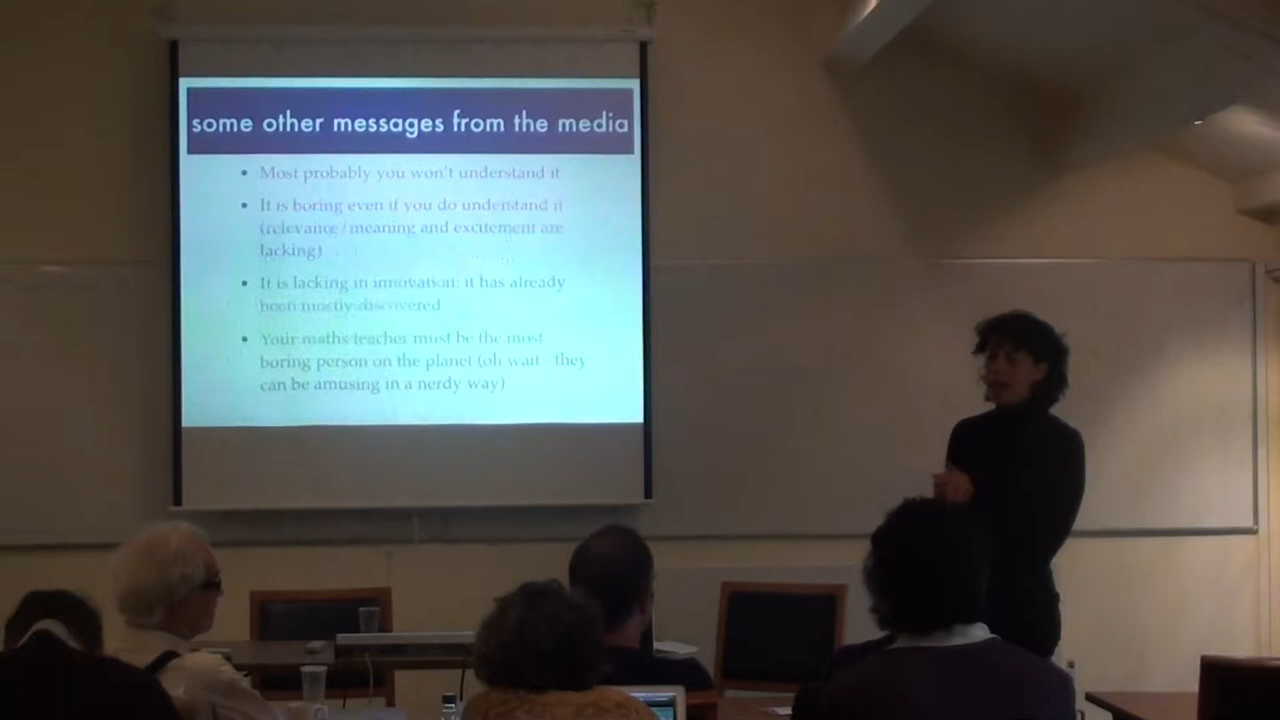 some other messages from the media
• Most probably you won't understand it
• It is boring even if you do understand it
(relevance / meaning and excitement are
lacking)
• It is lacking in innovation: it has already
been mostly discovered
• Your maths teacher must be the most
boring person on the planet (oh wait - they
can be amusing in a nerdy way)